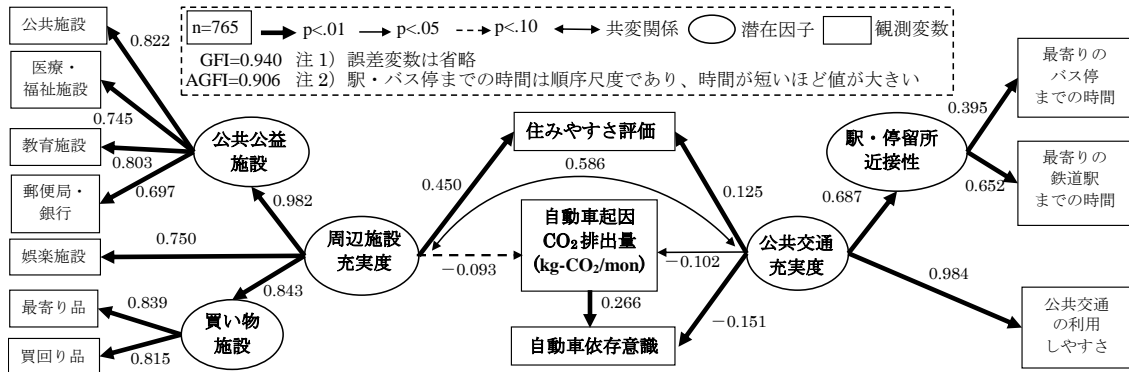 n=765
p<.01
p<.05
p<.10
共変関係
潜在因子
観測変数
GFI=0.940 注 1）誤差変数は省略
AGFI=0.906 注 2）駅・バス停までの時間は順序尺度であり、時間が短いほど値が大きい
公共施設
医療・
福祉施設
教育施設
郵便局・
銀行
娯楽施設
最寄り品
買回り品
0.822
0.745
0.803
0.697
0.750
0.839
0.815
公共公益
施設
0.982
周辺施設
充実度
0.843
買い物
施設
住みやすさ評価
0.450
0.586
0.125
自動車起因
CO₂排出量
(kg-CO₂/mon)
－0.093
－0.102
0.266
－0.151
自動車依存意識
公共交通
充実度
0.687
駅・停留所
近接性
0.395
0.652
0.984
最寄りの
バス停
までの時間
最寄りの
鉄道駅
までの時間
公共交通
の利用
しやすさ